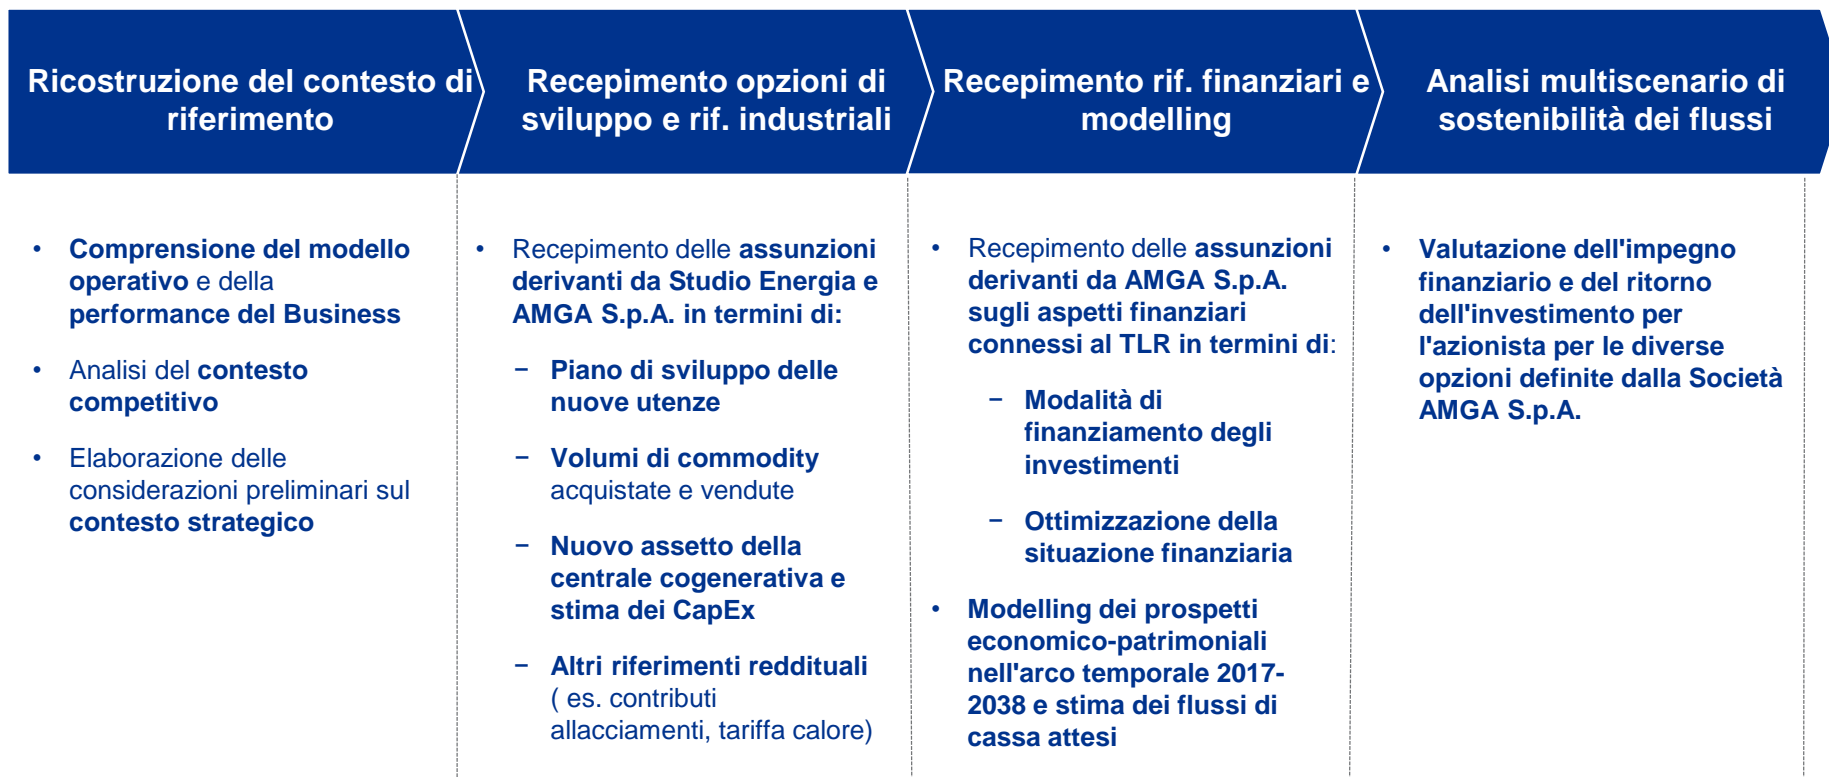 Ricostruzione del contesto di
riferimento
Recepimento opzioni di
sviluppo e rif. industriali
Recepimento rif. finanziari e
modelling
Analisi multiscenario di
sostenibilità dei flussi
• Comprensione del modello
operativo e della
performance del Business
• Analisi del contesto
competitivo
• Elaborazione delle
considerazioni preliminari sul
contesto strategico
• Recepimento delle assunzioni
derivanti da Studio Energia e
AMGA S.p.A. in termini di:
− Piano di sviluppo delle
nuove utenze
− Volumi di commodity
acquistate e vendute
− Nuovo assetto della
centrale cogenerativa e
stima dei CapEx
− Altri riferimenti reddituali
( es. contributi
allacciamenti, tariffa calore)
• Recepimento delle assunzioni
derivanti da AMGA S.p.A.
sugli aspetti finanziari
connessi al TLR in termini di:
− Modalità di
finanziamento degli
investimenti
− Ottimizzazione della
situazione finanziaria
• Modelling dei prospetti
economico-patrimoniali
nell'arco temporale 2017-
2038 e stima dei flussi di
cassa attesi
• Valutazione dell'impegno
finanziario e del ritorno
dell'investimento per
l'azionista per le diverse
opzioni definite dalla Società
AMGA S.p.A.